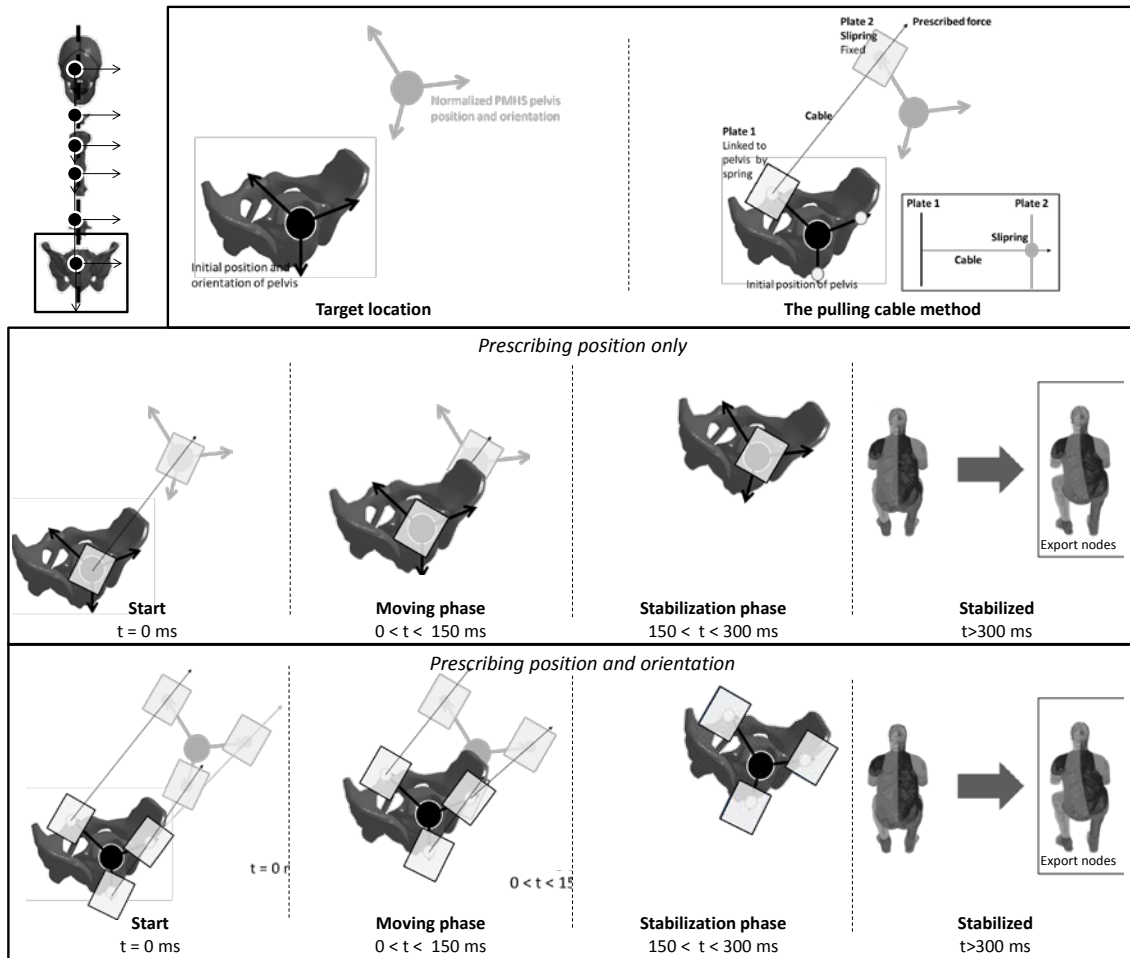 Normalized PMHS pelvis
position and orientation
Initial position and
orientation of pelvis
Target location
Plate 2
Slipring
Fixed
Prescribed force
Cable
Plate 1
Linked to
pelvis by
spring
Initial position of pelvis
Plate 1
Plate 2
Slipring
Cable
The pulling cable method
Prescribing position only
Export nodes
Start
t = 0 ms
Moving phase
0 < t < 150 ms
Stabilization phase
150 < t < 300 ms
Stabilized
t>300 ms
Prescribing position and orientation
t = 0 r
0 < t < 15
Export nodes
Start
t = 0 ms
Moving phase
0 < t < 150 ms
Stabilization phase
150 < t < 300 ms
Stabilized
t>300 ms